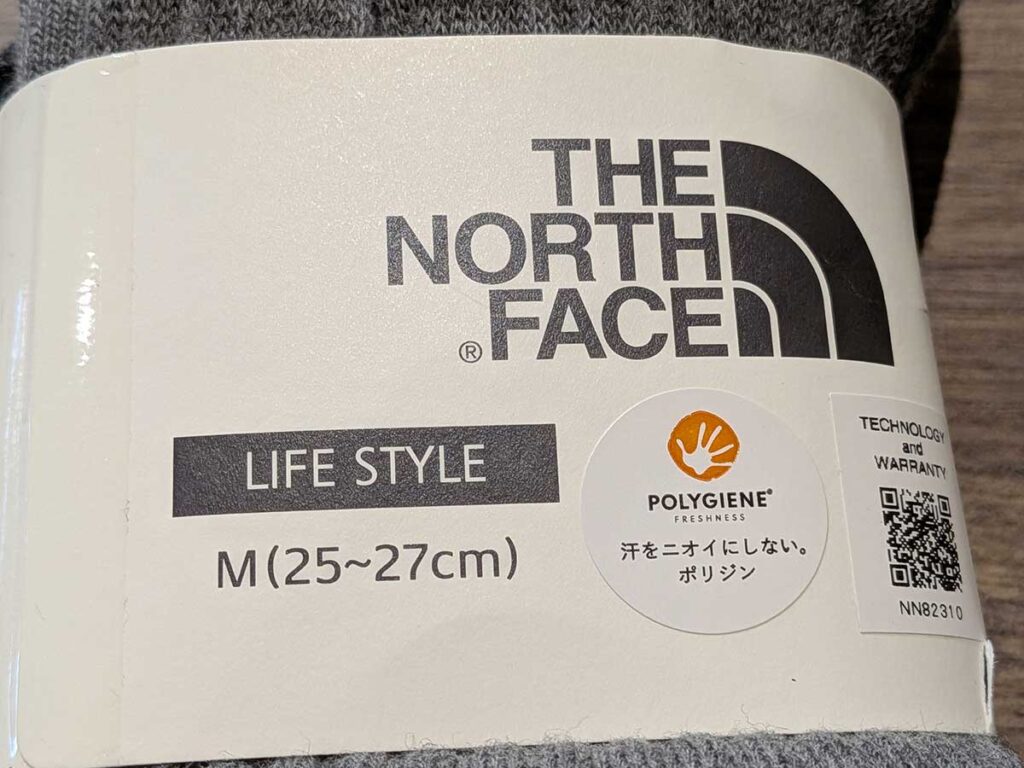 THE
NORTH
FACE
®
LIFE STYLE
M(25~27cm)
POLYGIENE®
FRESHNESS
汗をニオイにしない。
ポリジン
TECHNOLOGY
and
WARRANTY
NN82310